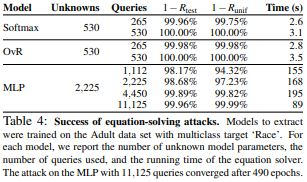 Model Unknowns Queries 1 − R_test 1 − R_unif Time (s)
Softmax 530 265 99.96% 99.75% 2.6
530 100.00% 100.00% 3.1
OvR 530 265 99.98% 99.98% 2.8
530 100.00% 100.00% 3.5
MLP 2,225 1,112 98.17% 94.32% 155
2,225 98.68% 97.23% 168
4,450 99.89% 99.82% 195
11,125 99.96% 99.99% 89
Table 4: Success of equation-solving attacks. Models to extract
were trained on the Adult data set with multiclass target ‘Race’. For
each model, we report the number of unknown model parameters, the
number of queries used, and the running time of the equation solver.
The attack on the MLP with 11,125 queries converged after 490 epochs.